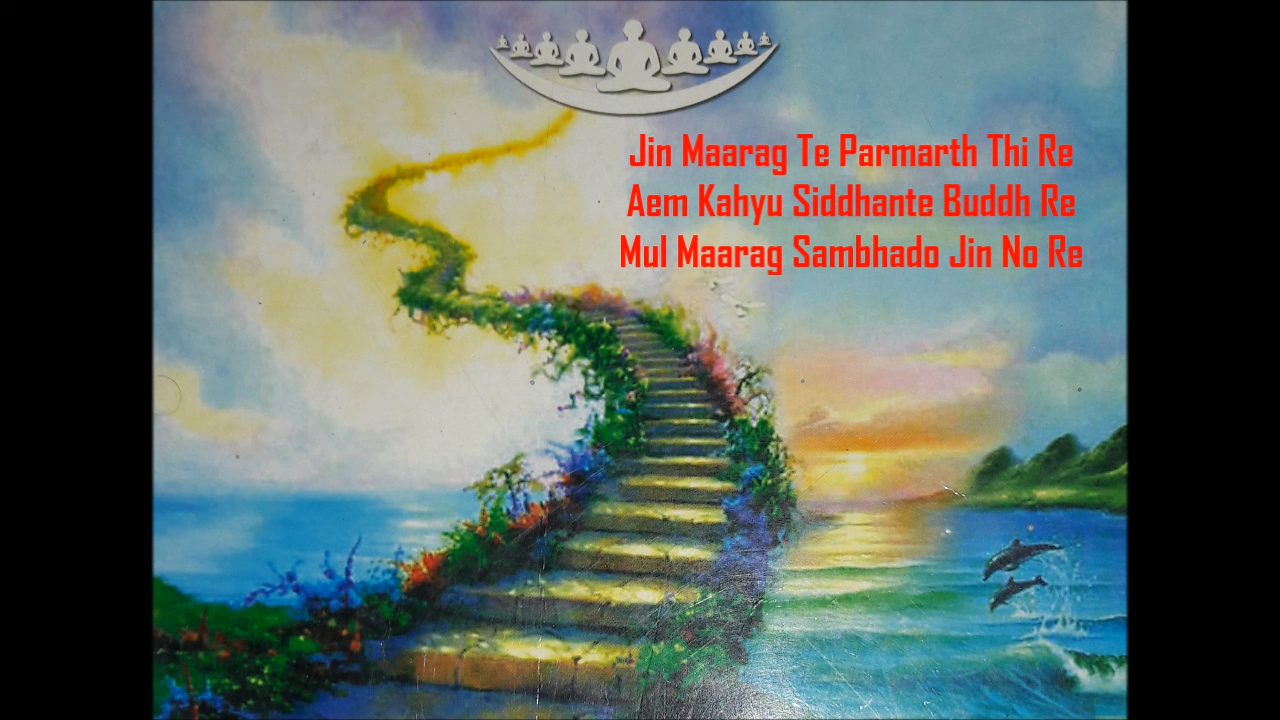 Jin Maarag Te Parmarth Thi Re
Aem Kahyu Siddhante Buddh Re
Mul Maarag Sambhado Jin No Re